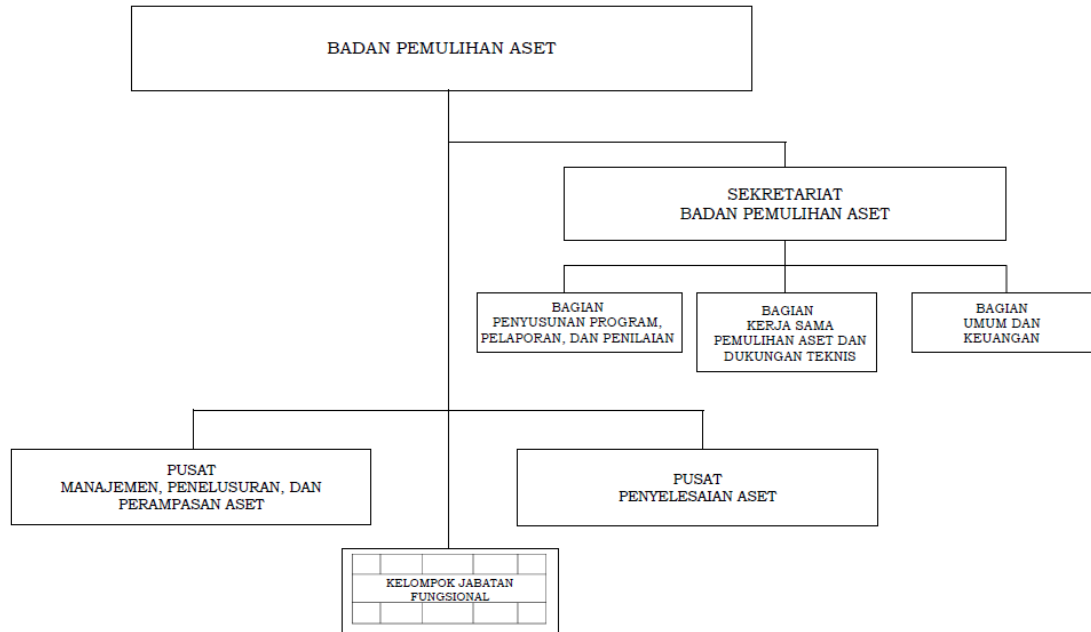 BADAN PEMULIHAN ASET
SEKRETARIAT
BADAN PEMULIHAN ASET
BAGIAN
PENYUSUNAN PROGRAM,
PELAPORAN, DAN PENILAIAN
BAGIAN
KERJA SAMA
PEMULIHAN ASET DAN
DUKUNGAN TEKNIS
BAGIAN
UMUM DAN
KEUANGAN
PUSAT
MANAJEMEN, PENELUSURAN, DAN
PERAMPASAN ASET
PUSAT
PENYELESAIAN ASET
KELOMPOK JABATAN
FUNGSIONAL